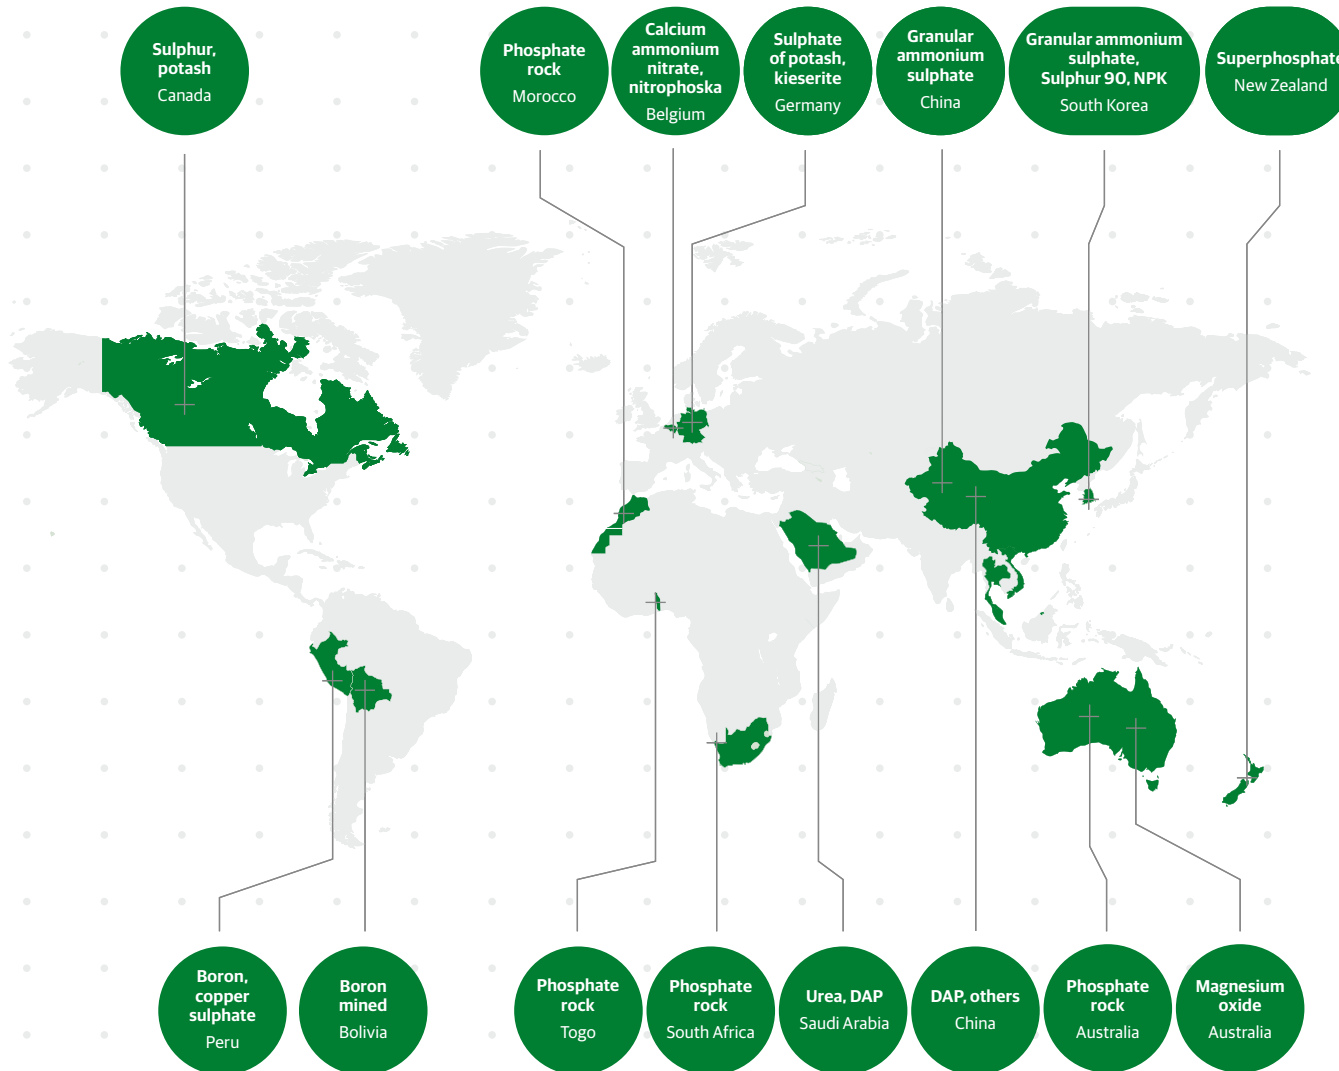 Sulphur,
potash
Canada
Phosphate
rock
Morocco
Calcium
ammonium
nitrate,
nitrophoska
Belgium
Sulphate
of potash,
kieserite
Germany
Granular
ammonium
sulphate
China
Granular ammonium
sulphate,
Sulphur 90, NPK
South Korea
Superphosphate
New Zealand
Boron,
copper
sulphate
Peru
Boron
mined
Bolivia
Phosphate
rock
Togo
Phosphate
rock
South Africa
Urea, DAP
Saudi Arabia
DAP, others
China
Phosphate
rock
Australia
Magnesium
oxide
Australia